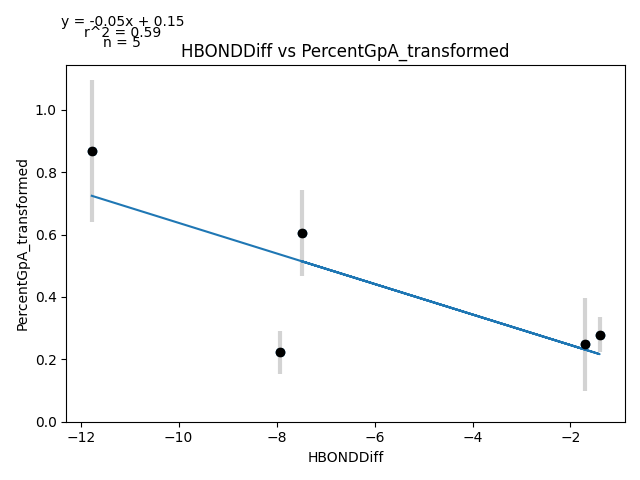 y = -0.05x + 0.15
r^2 = 0.59
n = 5
HBONDDiff vs PercentGpA_transformed
PercentGpA_transformed
1.0
0.8
0.6
0.4
0.2
0.0
−12
−10
−8
−6
−4
−2
HBONDDiff